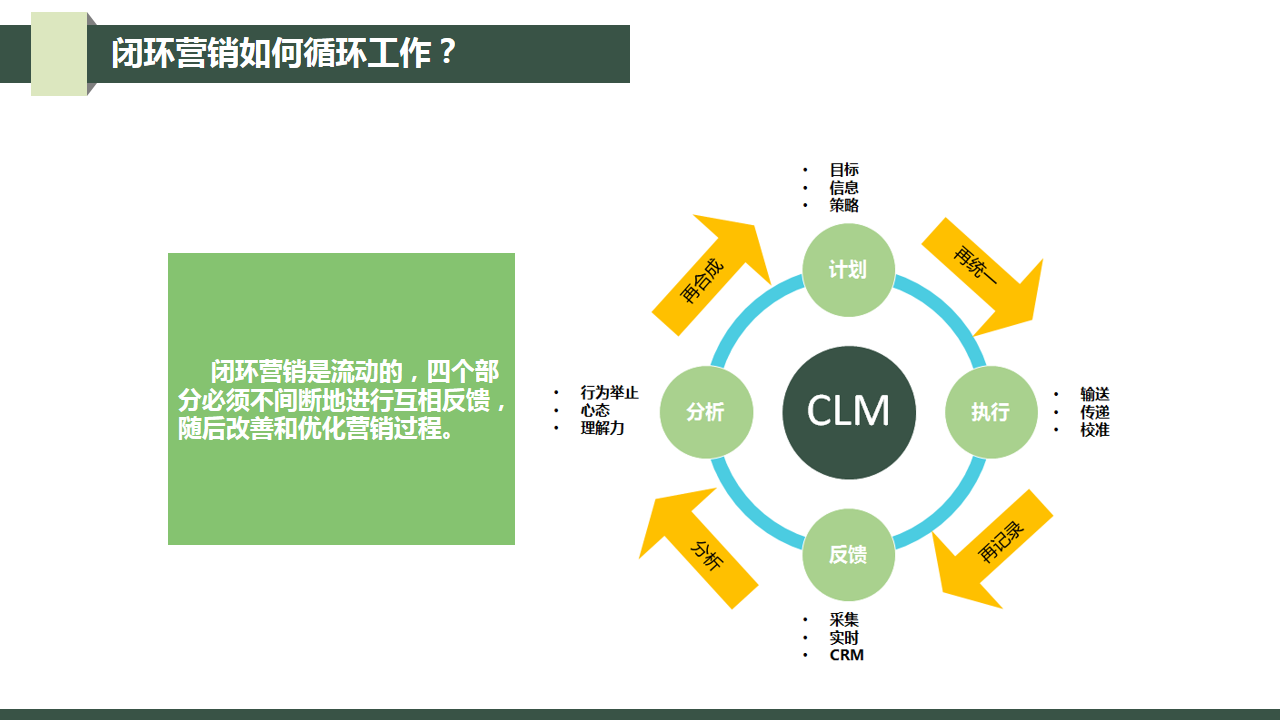 闭环营销如何循环工作？
闭环营销是流动的，四个部
分必须不间断地进行互相反馈，
随后改善和优化营销过程。
• 目标
• 信息
• 策略
再合成
计划
再统一
• 行为举止
• 心态
• 理解力
分析
CLM
执行
• 输送
• 传递
• 校准
分析
反馈
再记录
• 采集
• 实时
• CRM